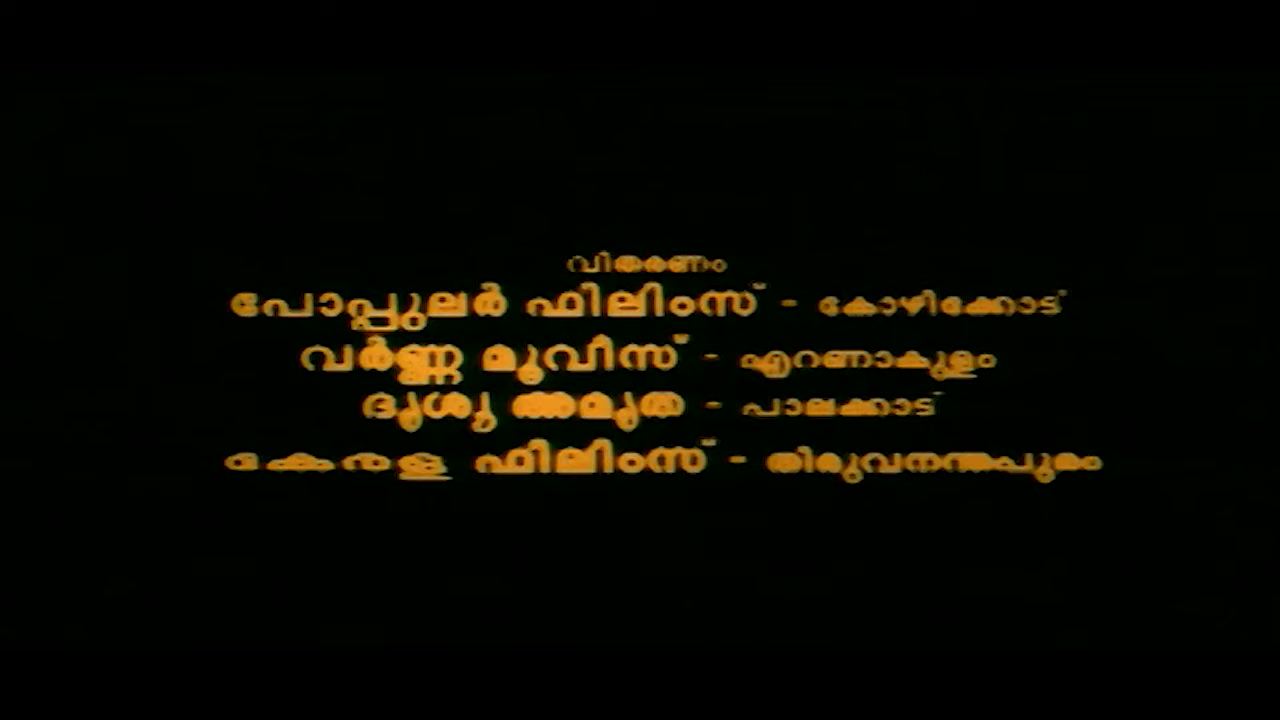 വിതരണം
പോപ്പുലർ ഫിലിംസ് - കോഴിക്കോട്
വർണ്ണ മൂവീസ് - എറണാകുളം
ദൃശ്യ അമൃത - പാലക്കാട്
കേരള ഫിലിംസ് - തിരുവനന്തപുരം